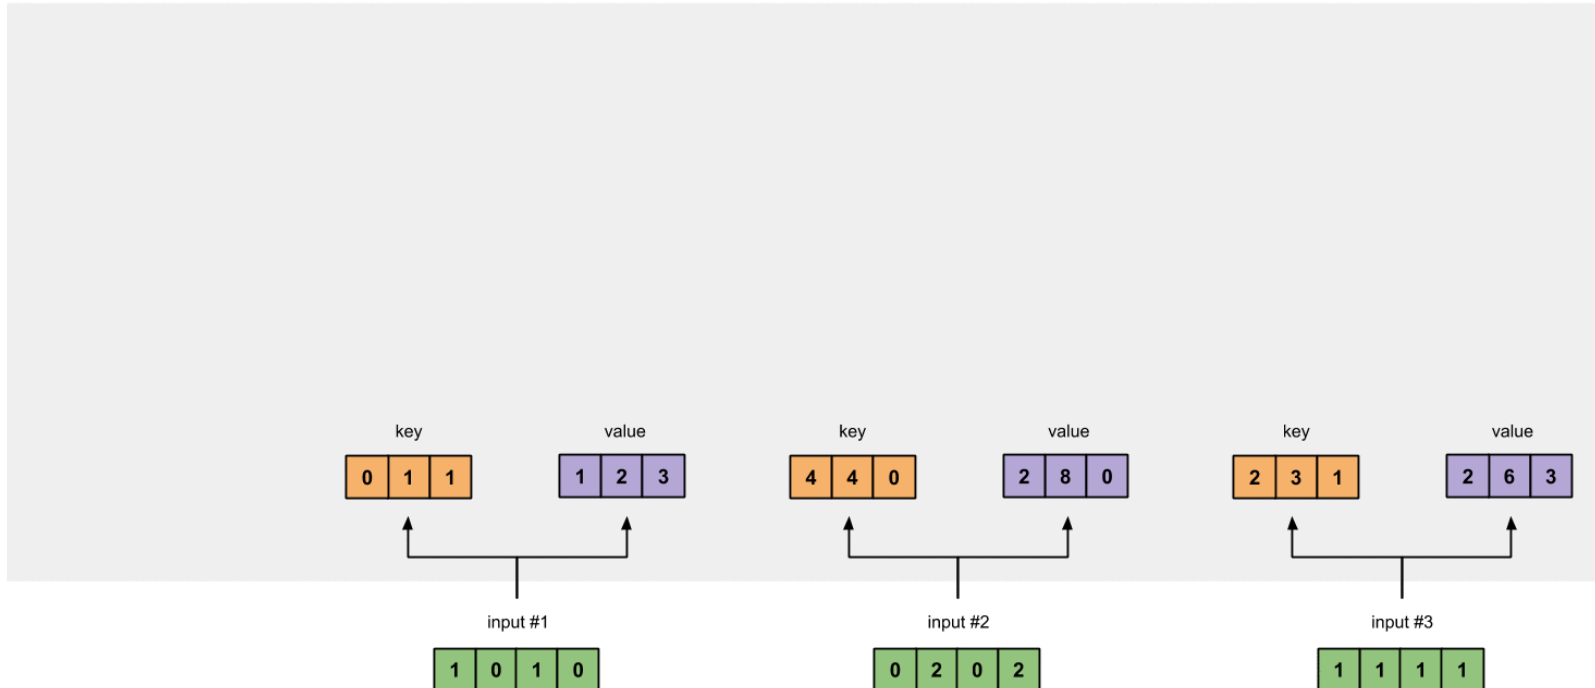 key value key value key value
0 1 1 1 2 3 4 4 0 2 8 0 2 3 1 2 6 3
input #1 input #2 input #3
1 0 1 0 0 2 0 2 1 1 1 1